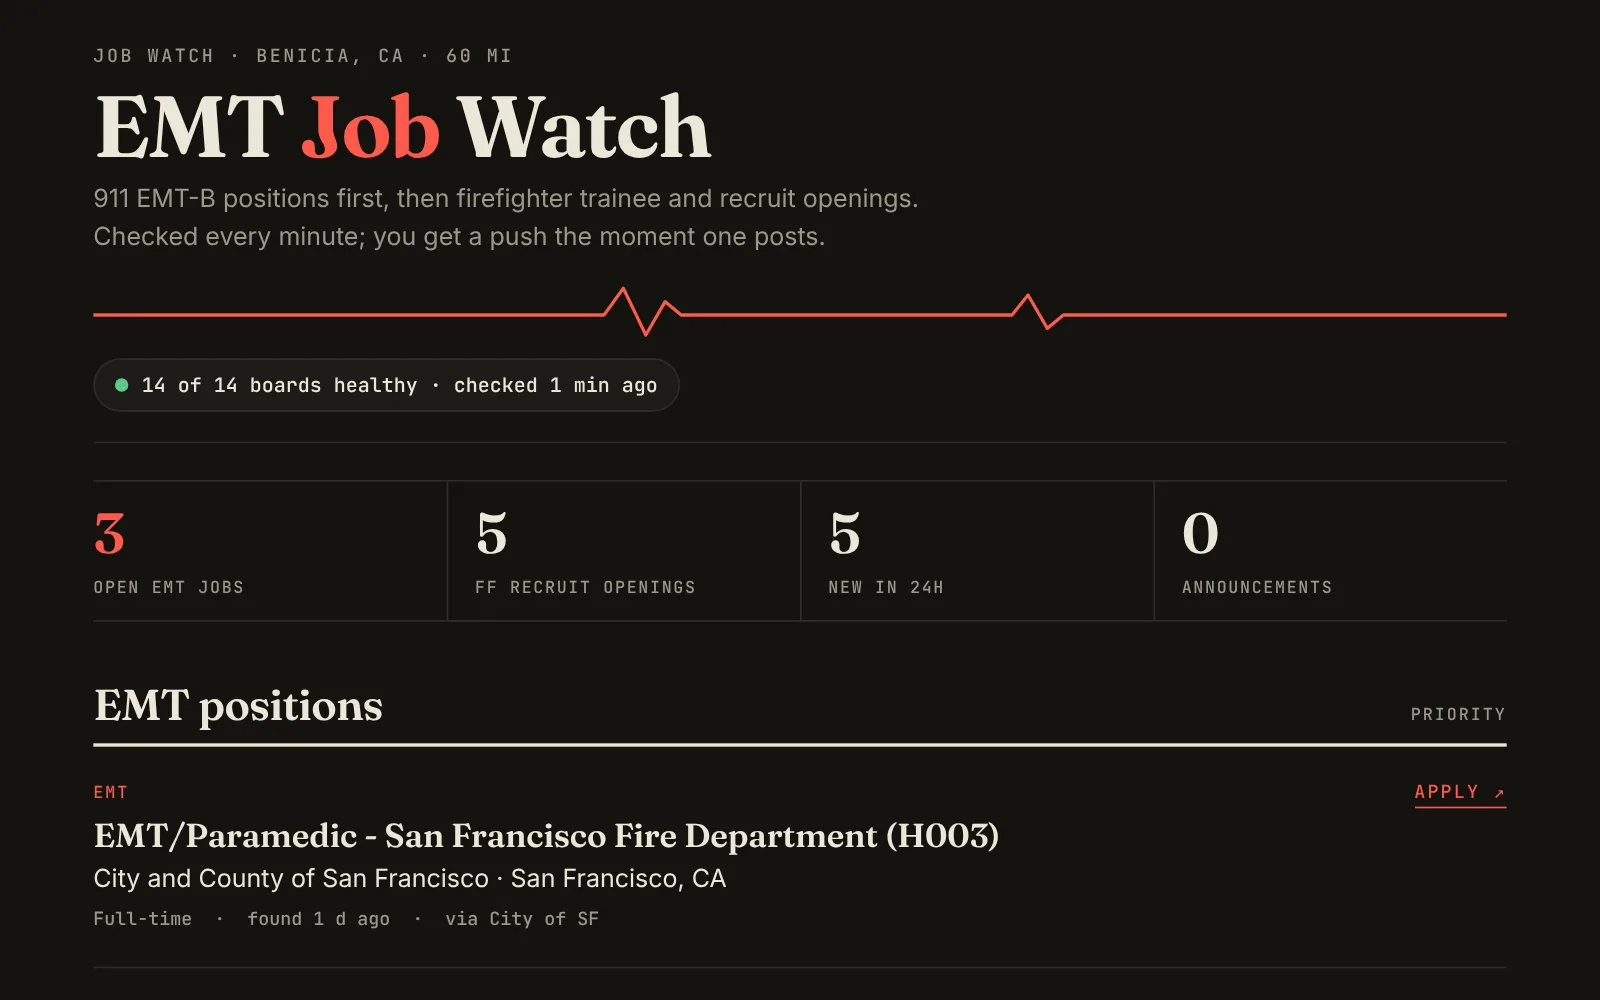 JOB WATCH · BENICIA, CA · 60 MI
EMT Job Watch
911 EMT-B positions first, then firefighter trainee and recruit openings.
Checked every minute; you get a push the moment one posts.
14 of 14 boards healthy · checked 1 min ago
3
OPEN EMT JOBS
5
FF RECRUIT OPENINGS
5
NEW IN 24H
0
ANNOUNCEMENTS
EMT positions
PRIORITY
EMT
APPLY ↗
EMT/Paramedic - San Francisco Fire Department (H003)
City and County of San Francisco · San Francisco, CA
Full-time · found 1 d ago · via City of SF